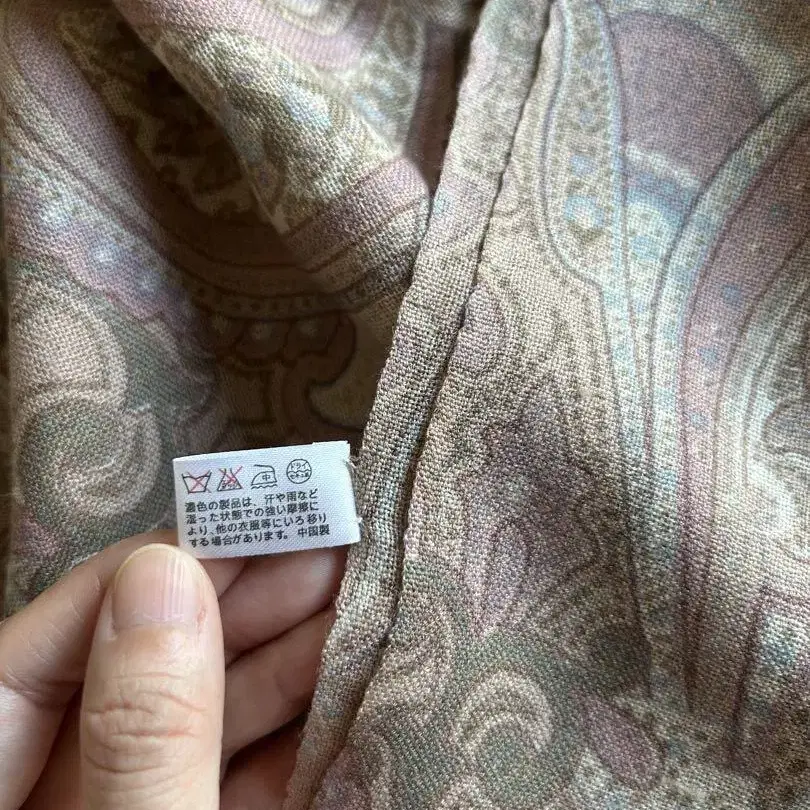 中 ドライ
濃色の製品は、汗や雨など
湿った状態での強い摩擦に
より、他の衣服等にいろ移り
する場合があります。 中国製